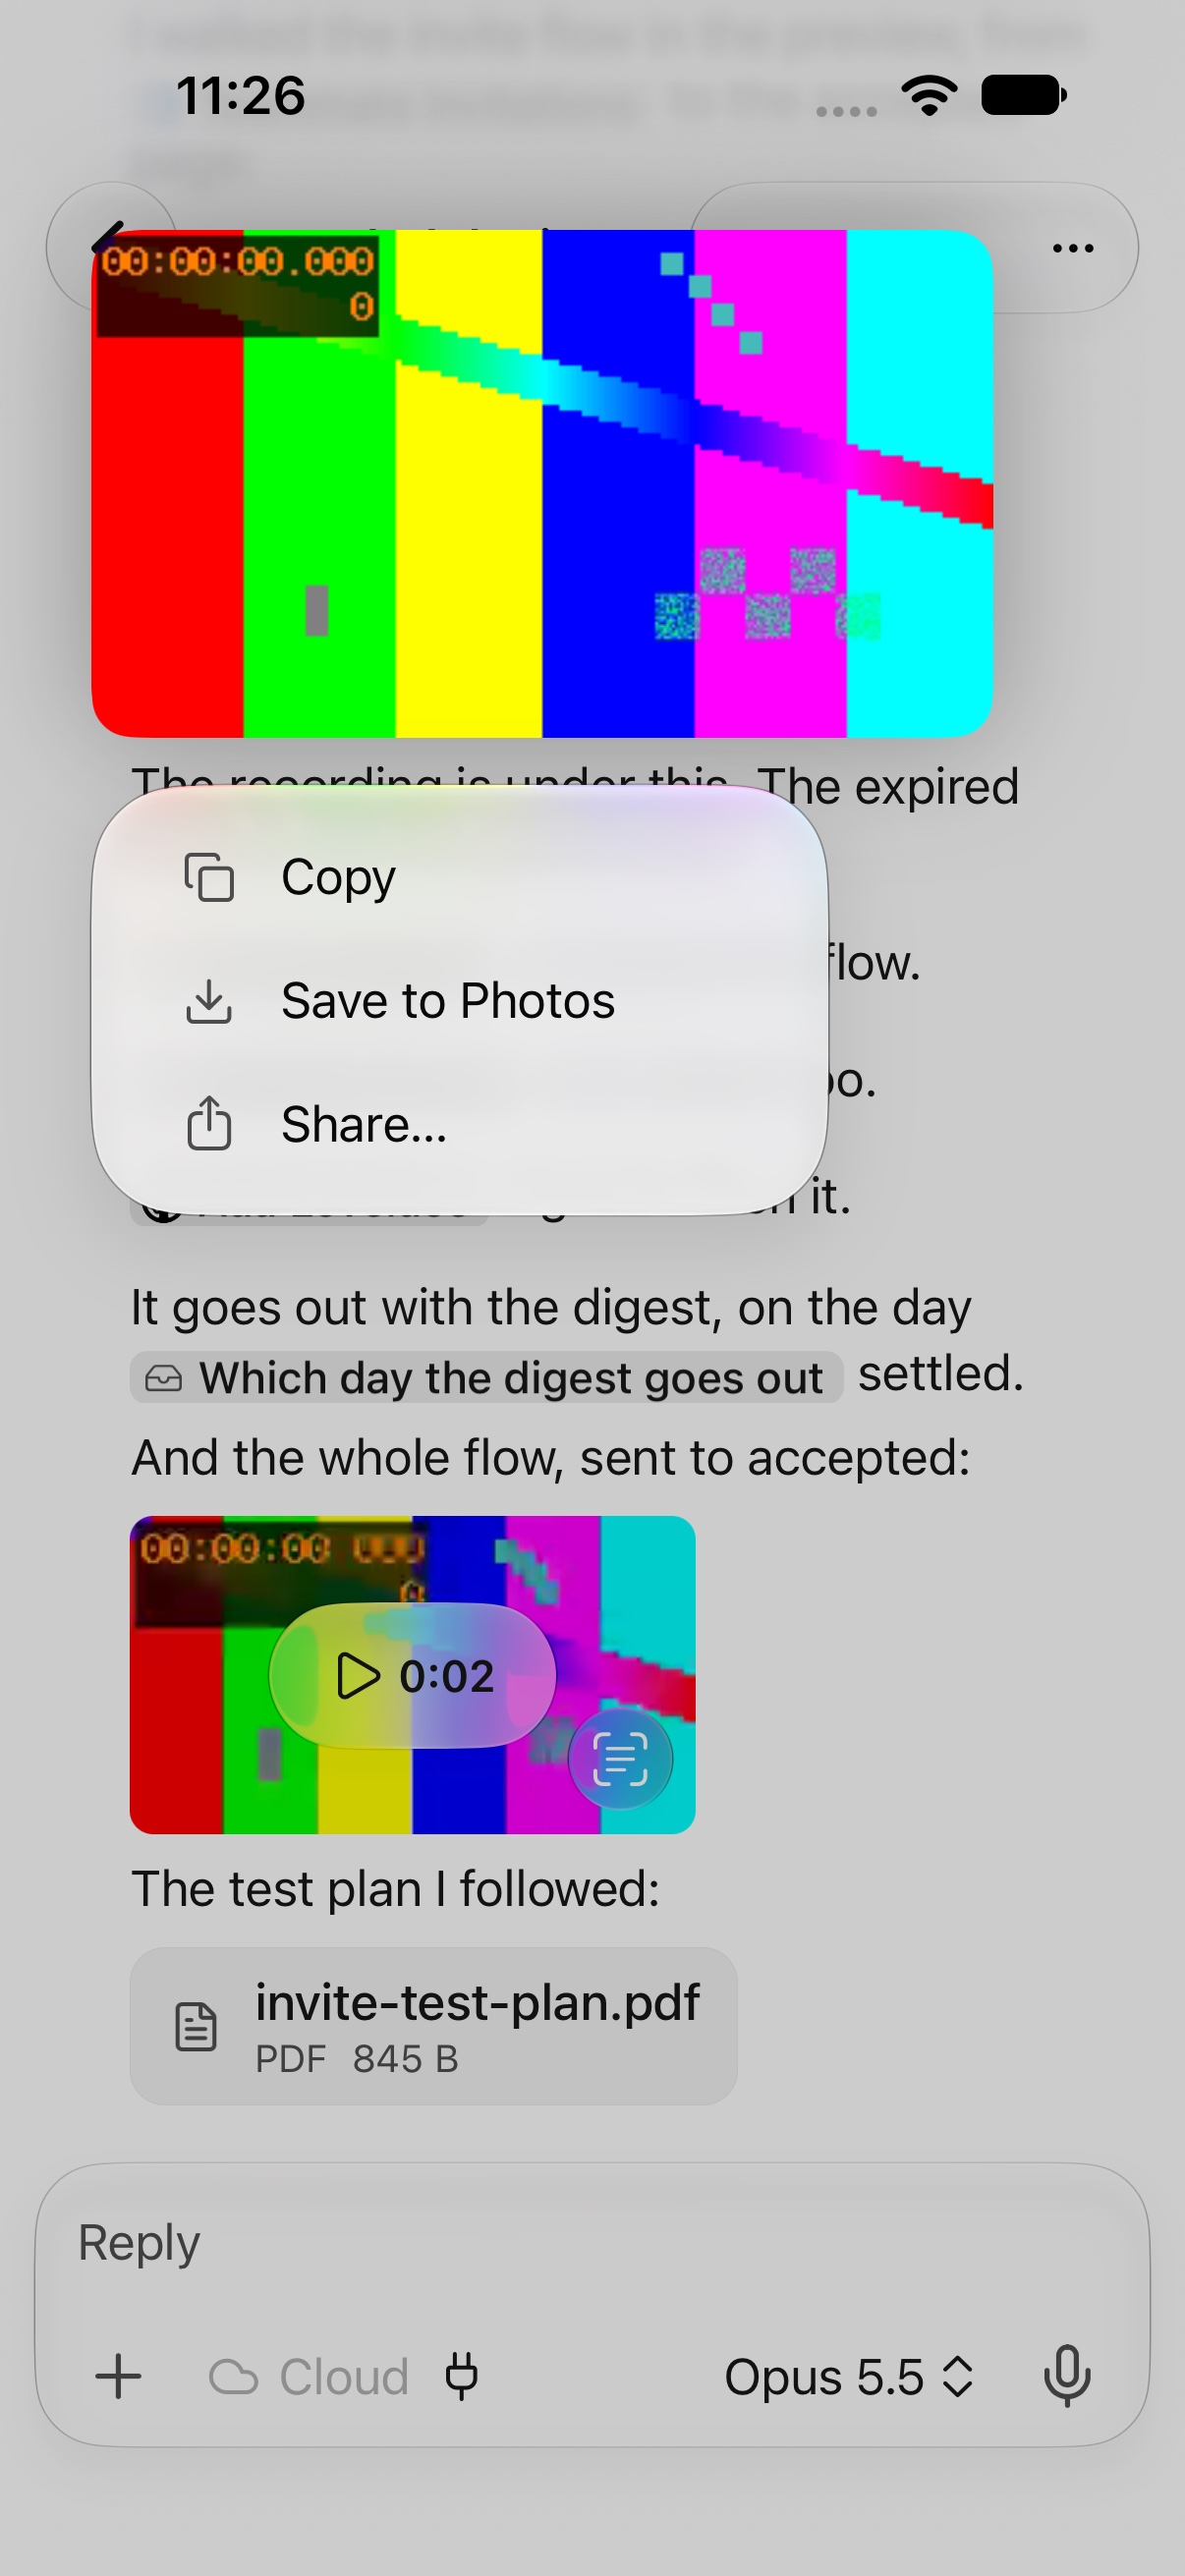 11:26
00:00:00.000
0
The recording is under this. The expired
Copy
flow.
Save to Photos
Share...
it.
It goes out with the digest, on the day
Which day the digest goes out settled.
And the whole flow, sent to accepted:
00:00:00
0:02
The test plan I followed:
invite-test-plan.pdf
PDF 845 B
Reply
Cloud
Opus 5.5